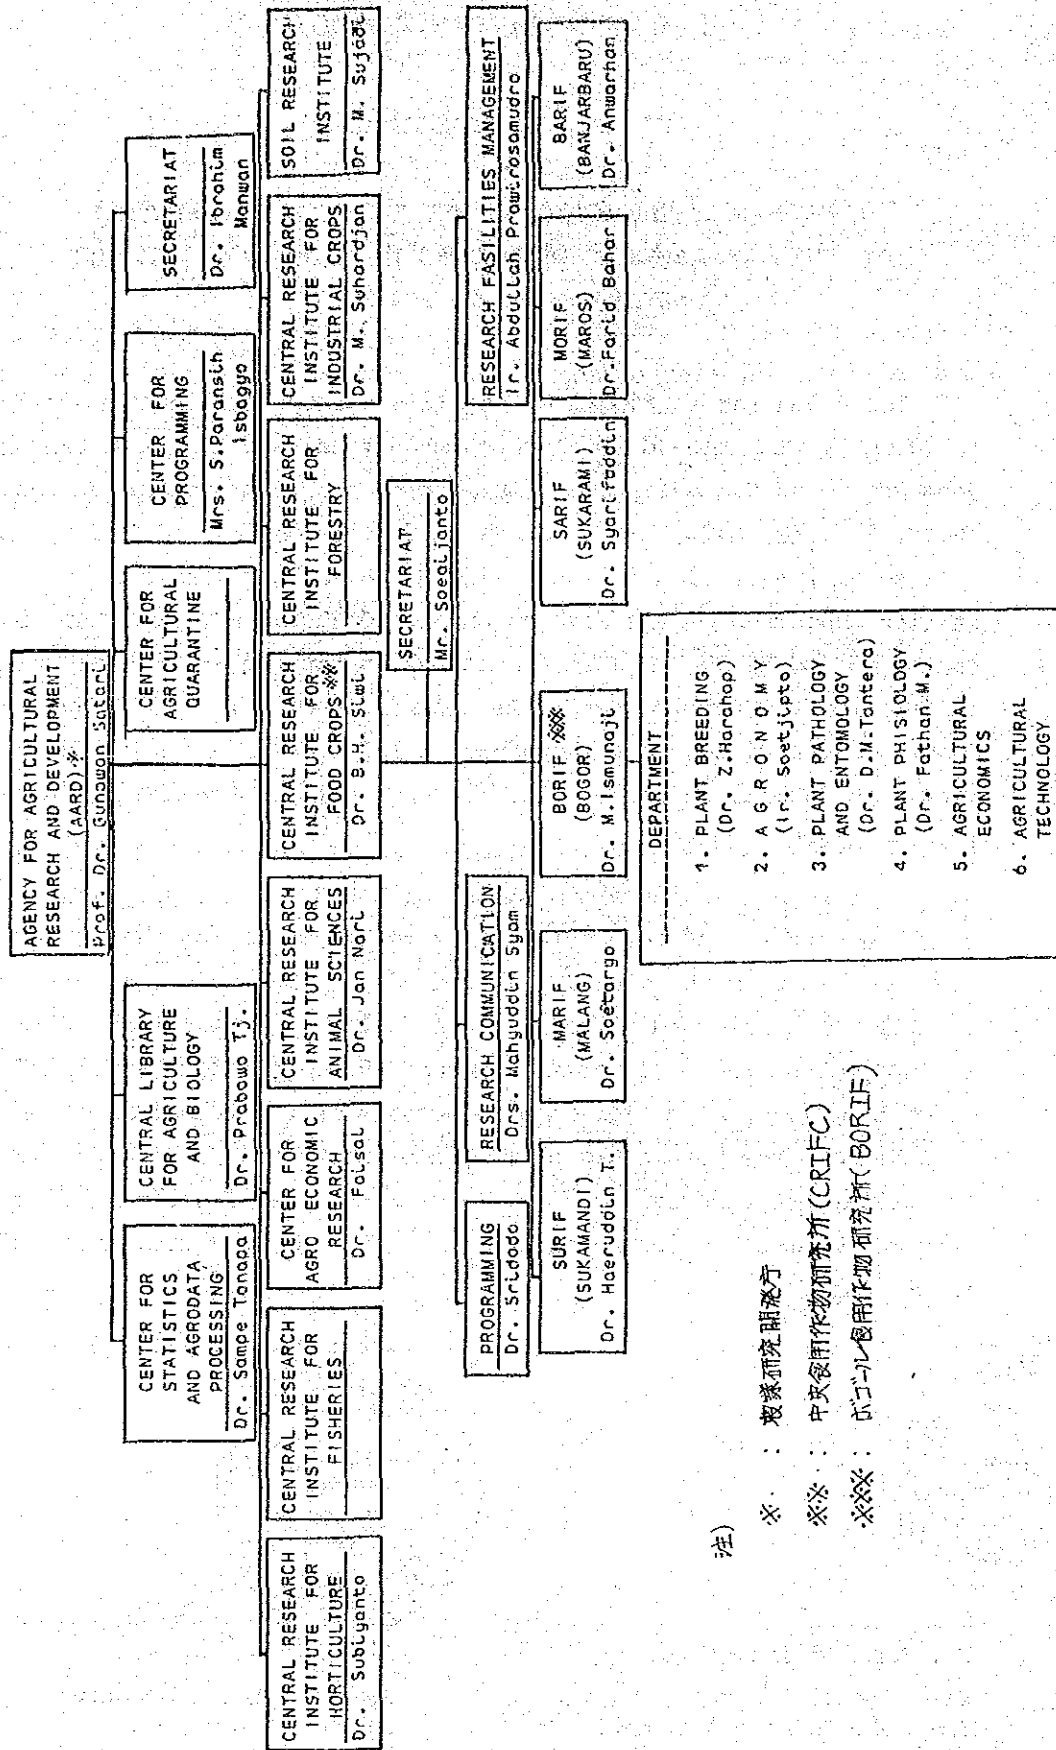 AGENCY FOR AGRICULTURAL
RESEARCH AND DEVELOPMENT
(AARD)※
Prof. Dr. Gunawan Satari
CENTER FOR
STATISTICS
AND AGRODATA
PROCESSING
Dr. Sampe Tanapa
CENTRAL LIBRARY
FOR AGRICULTURE
AND BIOLOGY
Dr. Prabowo Tj.
CENTER FOR
AGRICULTURAL
QUARANTINE
CENTER FOR
PROGRAMMING
Mrs. S.Paransih
Isbagyo
SECRETARIAT
Dr. Ibrahim
Manwan
CENTRAL RESEARCH
INSTITUTE FOR
HORTICULTURE
Dr. Subiyanto
CENTRAL RESEARCH
INSTITUTE FOR
FISHERIES
CENTER FOR
AGRO ECONOMIC
RESEARCH
Dr. Faisal
CENTRAL RESEARCH
INSTITUTE FOR
ANIMAL SCIENCES
Dr. Jan Nari
CENTRAL RESEARCH
INSTITUTE FOR
FOOD CROPS※※
Dr. B.H. Siwi
CENTRAL RESEARCH
INSTITUTE FOR
FORESTRY
CENTRAL RESEARCH
INSTITUTE FOR
INDUSTRIAL CROPS
Dr. M. Suhardjan
SOIL RESEARCH
INSTITUTE
Dr. M. Sujadi
SECRETARIAT
Mr.
PROGRAMMING
Dr. Sridodo
RESEARCH COMMUNICATION
Drs. Mahyuddin Syam
RESEARCH FASILITIES MANAGEMENT
Ir. Abdullah Prawirosamudro
SURIF
(SUKAMANDI)
Dr. Haeruddin T.
MARIF
(MALANG)
Dr. Soetaryo
BORIF ※※※
(BOGOR)
Dr. M.Ismunaji
SARIF
(SUKARAMI)
Dr. Syarifuddin
MORIF
(MAROS)
Dr.Farid Bahar
BARIF
(BANJARBARU)
Dr. Anwarhan
DEPARTMENT
1. PLANT BREEDING
(Dr. Z.Harahap)
2. A G R O N O M Y
(Ir. Soetjipto)
3. PLANT PATHOLOGY
AND ENTOMOLOGY
(Dr. D.M.Tantera)
4. PLANT PHISIOLOGY
(Dr. Fathan M.)
5. AGRICULTURAL
ECONOMICS
6. AGRICULTURAL
TECHNOLOGY
注)
※ : 農業研究開発庁
※※ : 中央食用作物研究所(CRIFC)
※※※ : ボゴール食用作物研究所(BORIF)